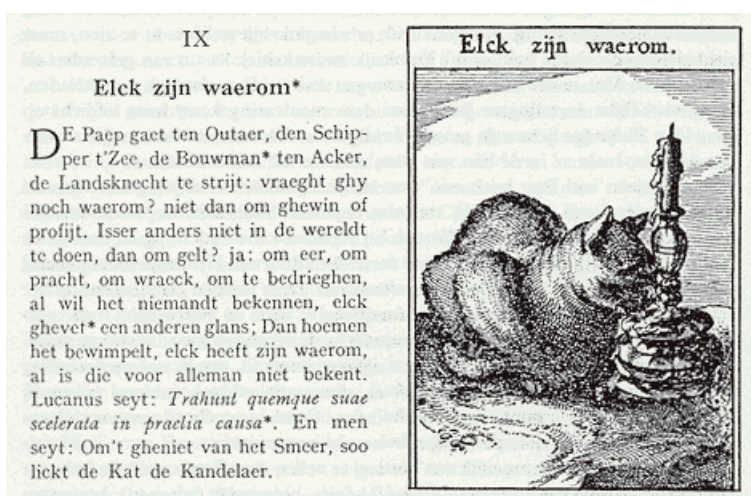 IX
Elck zijn waerom*
DE Paep gaet ten Outaer, den Schip-
per t'Zee, de Bouwman* ten Acker,
de Landsknecht te strijt: vraeght ghy
noch waerom? niet dan om ghewin of
profijt. Isser anders niet in de wereldt
te doen, dan om gelt? ja: om eer, om
pracht, om wraeck, om te bedrieghen,
al wil het niemandt bekennen, elck
ghevet* een anderen glans; Dan hoemen
het bewimpelt, elck heeft zijn waerom,
al is die voor alleman niet bekent.
Lucanus seyt: Trahunt quemque suae
scelerata in praelia causa*. En men
seyt: Om't gheniet van het Smeer, soo
lickt de Kat de Kandelaer.
Elck zijn waerom.